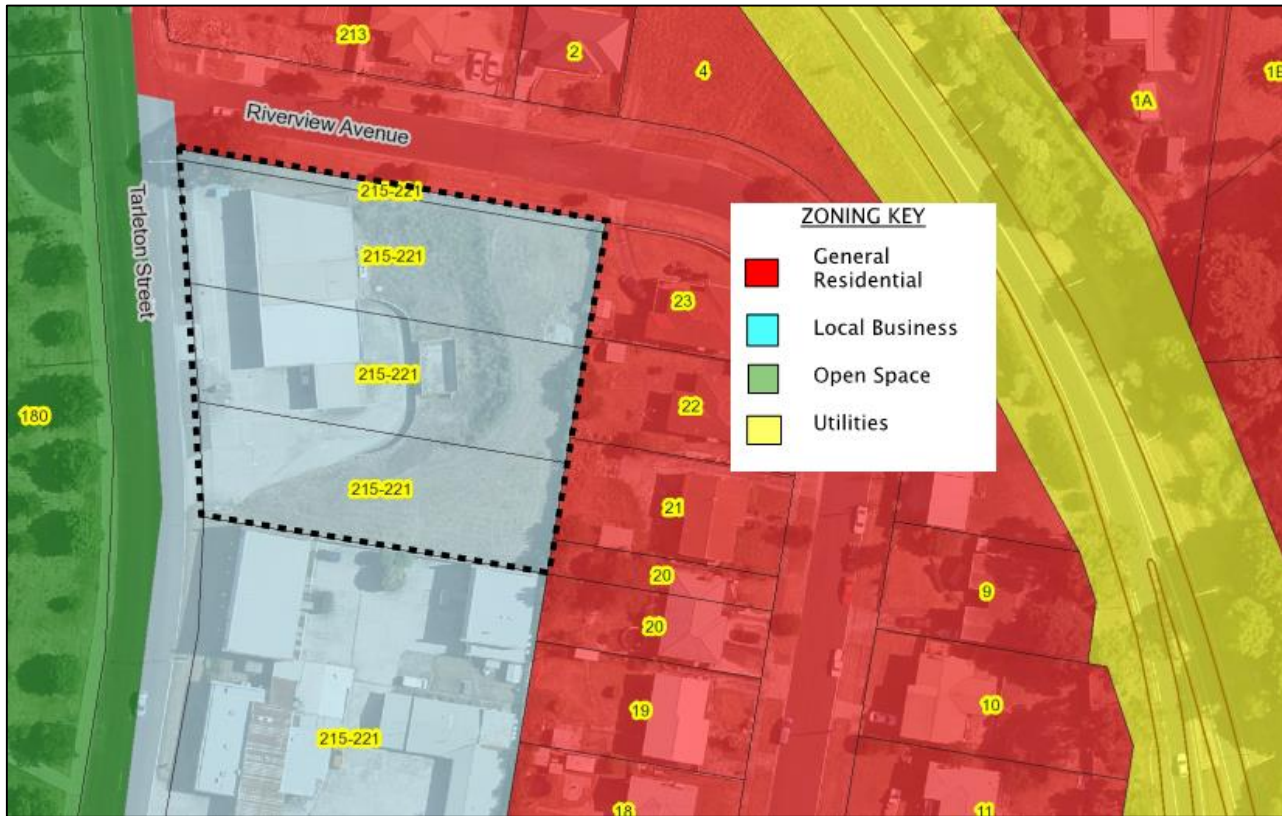 213
2
4
1A
1E
Riverview Avenue
Tarleton Street
215-221
215-221
215-221
215-221
215-221
180
23
22
21
20
20
19
18
9
10
11
ZONING KEY
General
Residential
Local Business
Open Space
Utilities